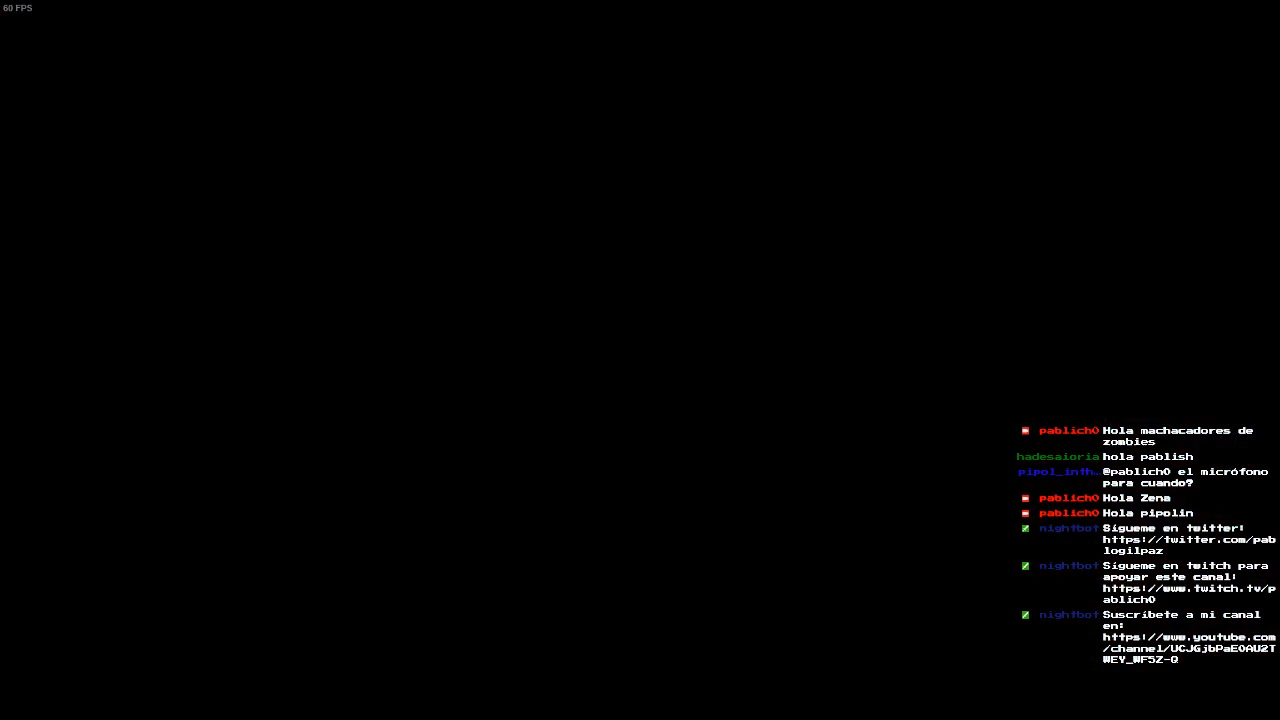 60 FPS
pablich0 Hola machacadores de
zombies
hadesaioria hola pablish
pipol_inth. @pablich0 el micrófono
para cuando?
pablich0 Hola Zena
pablich0 Hola pipolin
nightbot Sígueme en twitter:
https://twitter.com/pab
logilpaz
nightbot Sígueme en twitch para
apoyar este canal:
https://www.twitch.tv/p
ablich0
nightbot Suscríbete a mi canal
en:
https://www.youtube.com
/channel/UCJGjbPaE0AU2T
WEY_WF5Z-Q